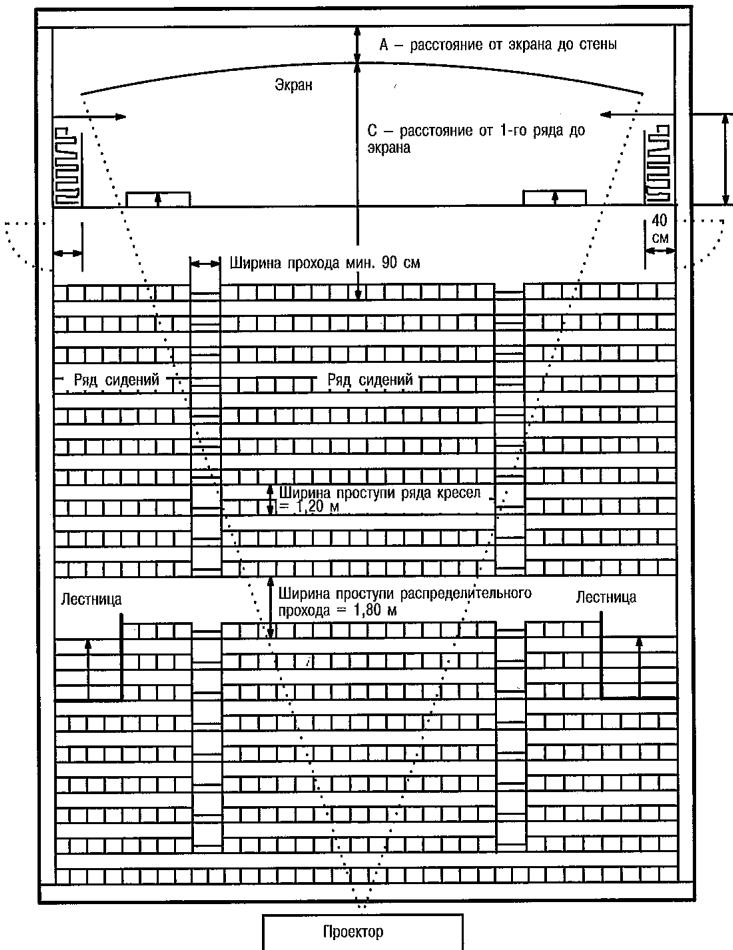 А – расстояние от экрана до стены
Экран
С – расстояние от 1-го ряда до
экрана
40
см
Ширина прохода мин. 90 см
Ряд сидений
Ряд сидений
Ширина проступи ряда кресел
= 1,20 м
Лестница
Ширина проступи распределительного
прохода = 1,80 м
Лестница
Проектор